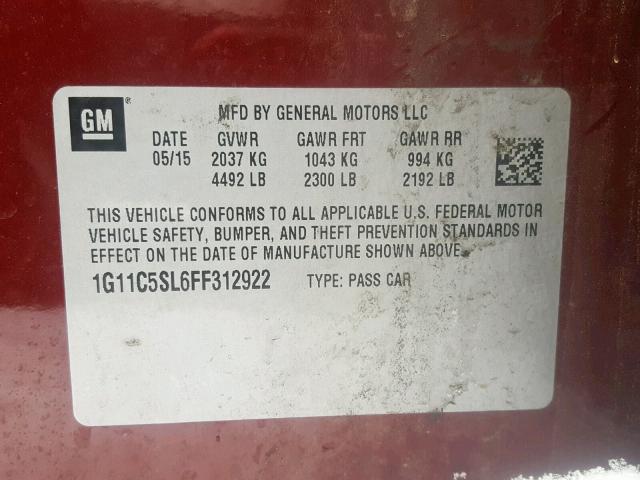 GM
MFD BY GENERAL MOTORS LLC
DATE GVWR GAWR FRT GAWR RR
05/15 2037 KG 1043 KG 994 KG
4492 LB 2300 LB 2192 LB
THIS VEHICLE CONFORMS TO ALL APPLICABLE U.S. FEDERAL MOTOR
VEHICLE SAFETY, BUMPER, AND THEFT PREVENTION STANDARDS IN
EFFECT ON THE DATE OF MANUFACTURE SHOWN ABOVE.
1G11C5SL6FF312922 TYPE: PASS CAR